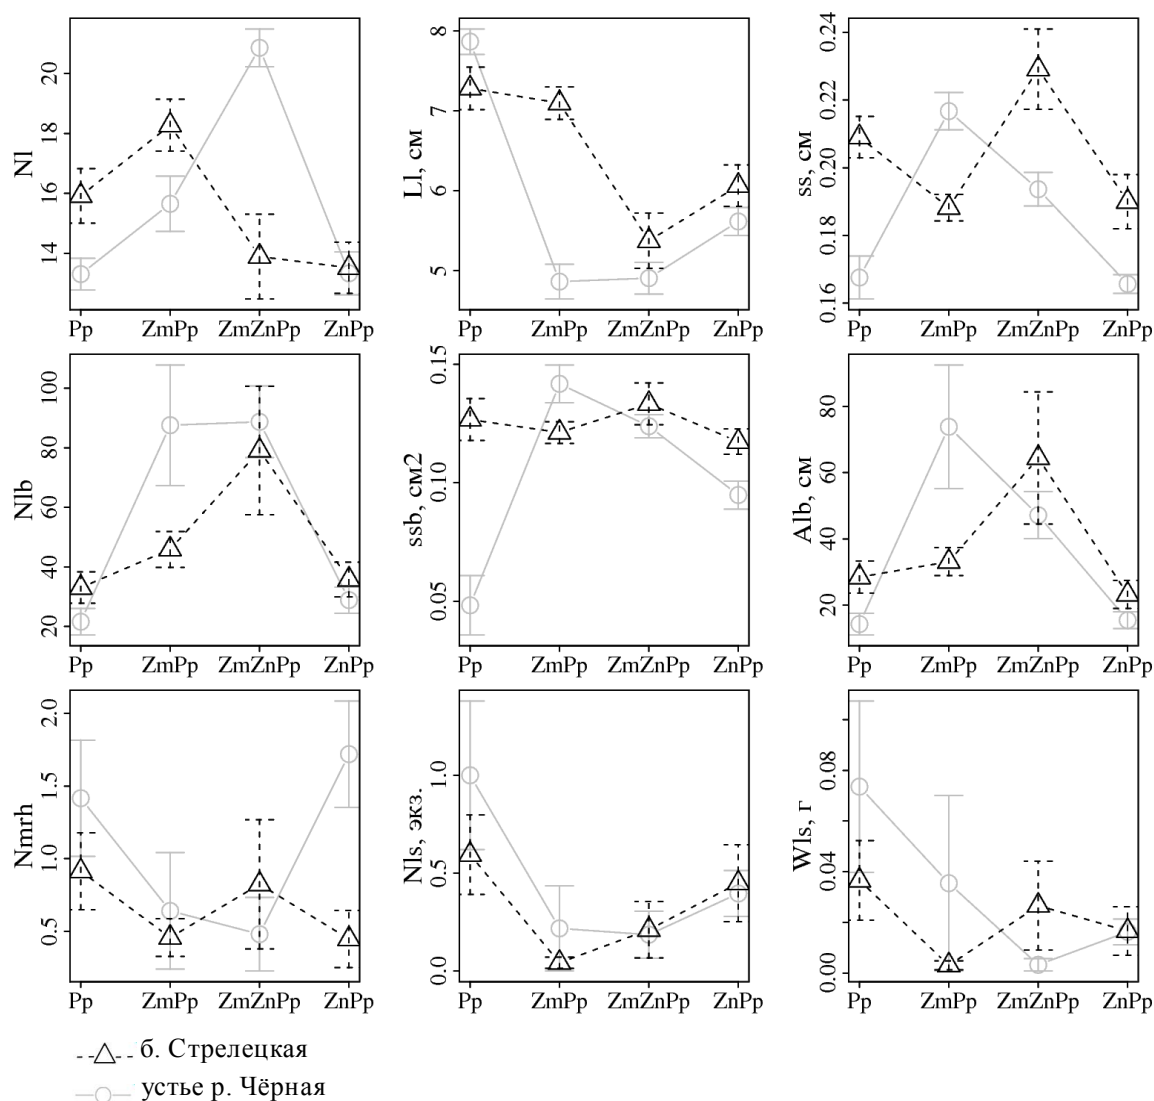 Nl
20
18
16
14
Pp ZmPp ZmZnPp ZnPp
Ll, см
8
7
6
5
Pp ZmPp ZmZnPp ZnPp
ss, см
0.24
0.22
0.20
0.18
0.16
Pp ZmPp ZmZnPp ZnPp
Nlb
100
80
60
40
20
Pp ZmPp ZmZnPp ZnPp
ssb, см2
0.15
0.10
0.05
Pp ZmPp ZmZnPp ZnPp
Alb, см
80
60
40
20
Pp ZmPp ZmZnPp ZnPp
Nmrh
2.0
1.5
1.0
0.5
Pp ZmPp ZmZnPp ZnPp
Nls, экз.
1.0
0.5
0.0
Pp ZmPp ZmZnPp ZnPp
Wls, г
0.08
0.04
0.00
Pp ZmPp ZmZnPp ZnPp
б. Стрелецкая
устье р. Чёрная